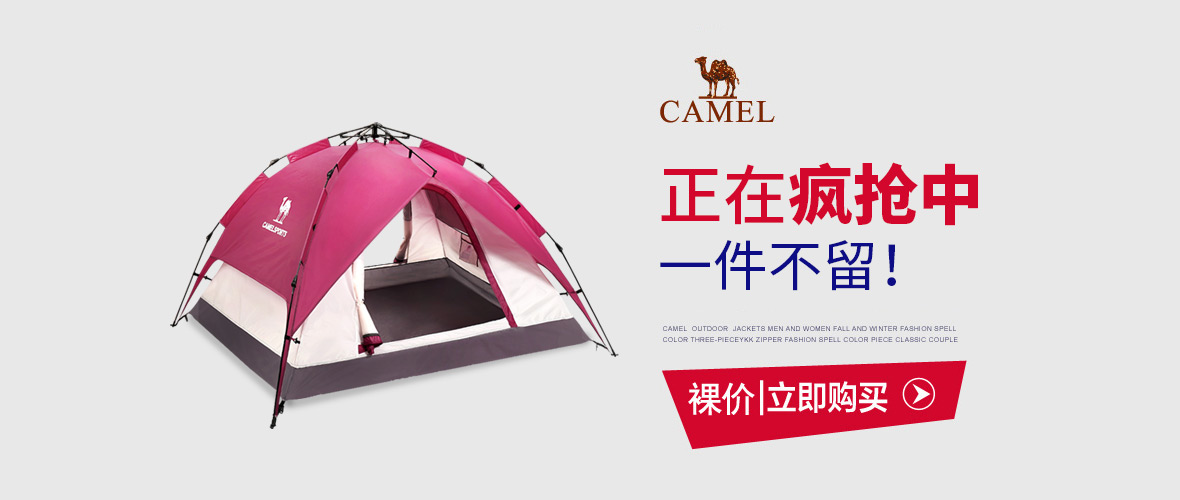 CAMELSPORTS
CAMEL
正在疯抢中
一件不留！
CAMEL OUTDOOR JACKETS MEN AND WOMEN FALL AND WINTER FASHION SPELL
COLOR THREE-PIECEYKK ZIPPER FASHION SPELL COLOR PIECE CLASSIC COUPLE
裸价|立即购买